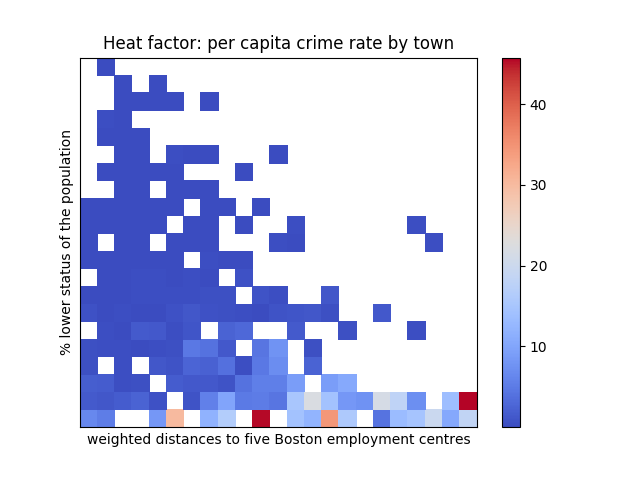 Heat factor: per capita crime rate by town
% lower status of the population
weighted distances to five Boston employment centres
40
30
20
10